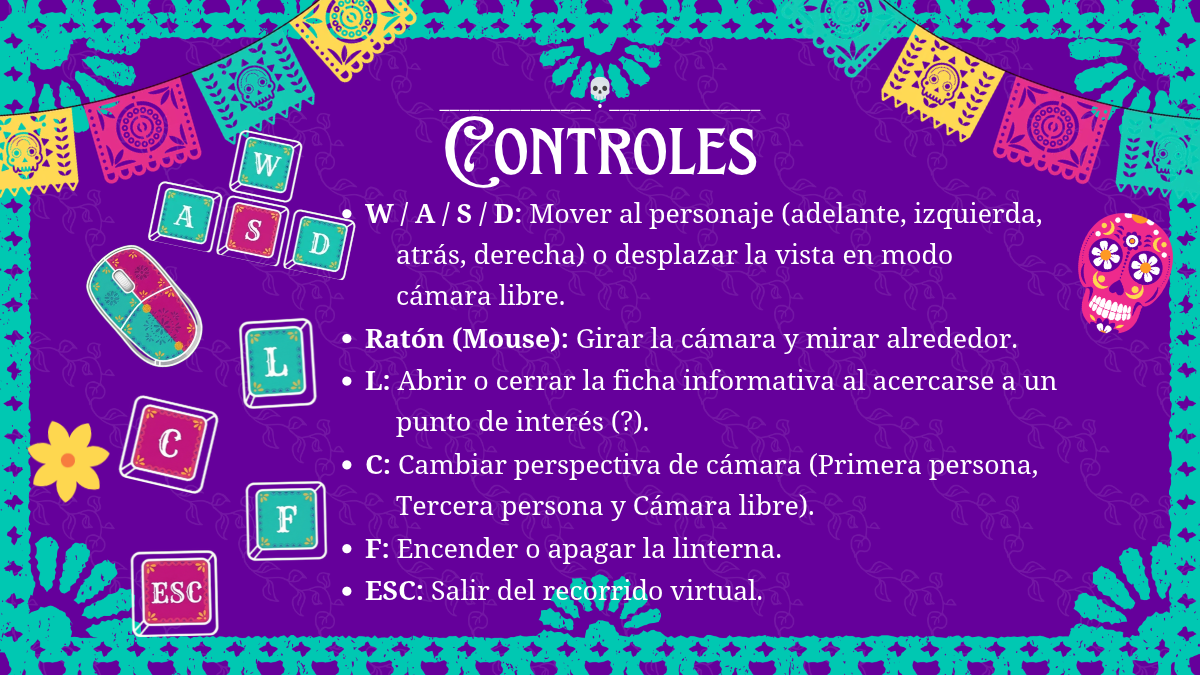 CONTROLES
W
A
S
D
L
C
F
ESC
• W / A / S / D: Mover al personaje (adelante, izquierda,
atrás, derecha) o desplazar la vista en modo
cámara libre.
• Ratón (Mouse): Girar la cámara y mirar alrededor.
• L: Abrir o cerrar la ficha informativa al acercarse a un
punto de interés (?).
• C: Cambiar perspectiva de cámara (Primera persona,
Tercera persona y Cámara libre).
• F: Encender o apagar la linterna.
• ESC: Salir del recorrido virtual.